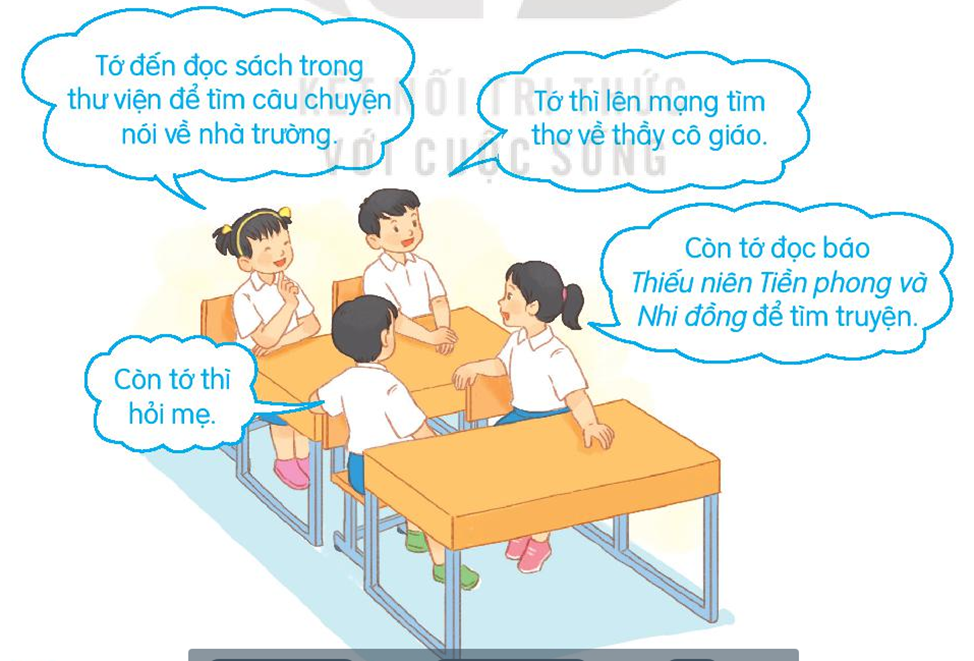 Tớ đến đọc sách trong
thư viện để tìm câu chuyện
nói về nhà trường.
KẾT NỐI TRI THỨC
VỚI CUỘC SỐNG
Tớ thì lên mạng tìm
thơ về thầy cô giáo.
Còn tớ đọc báo
Thiếu niên Tiền phong và
Nhi đồng để tìm truyện.
Còn tớ thì
hỏi mẹ.